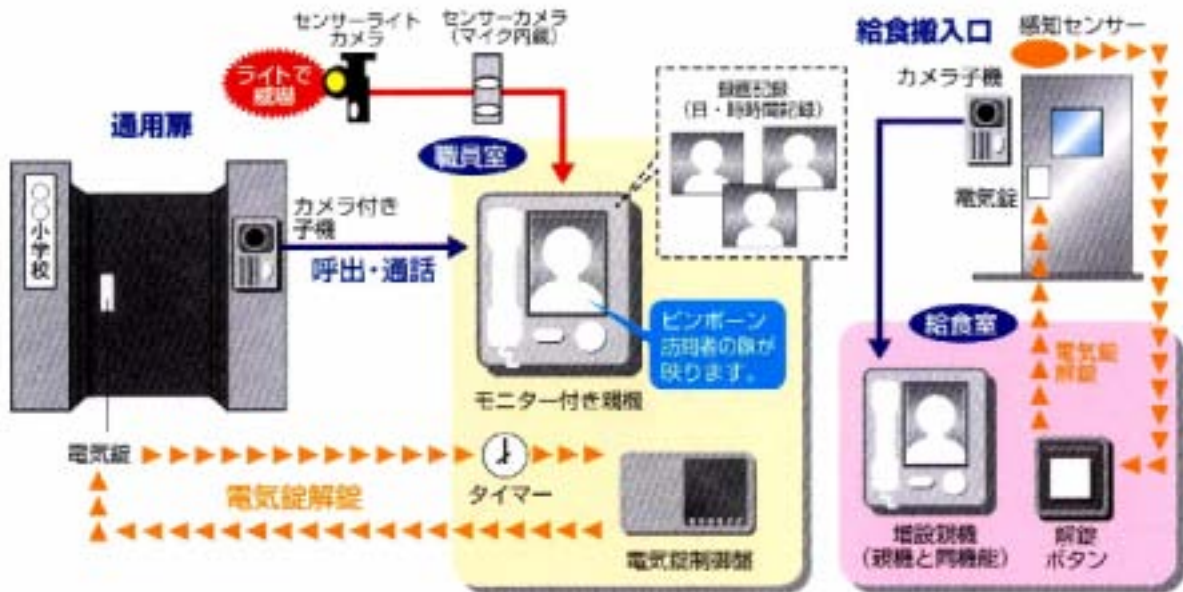 センサーライト
カメラ
センサーカメラ
(マイク内蔵)
ライトで
威嚇
通用扉
○○小学校
カメラ付き
子機
呼出・通話
職員室
録画記録
(日・時時間記録)
ピンポーン
訪問者の顔が
映ります。
モニター付き親機
電気錠
タイマー
電気錠解錠
電気錠制御盤
給食搬入口
感知センサー
カメラ子機
電気錠
給食室
電気錠
解錠
増設親機
(親機と同機能)
解錠
ボタン